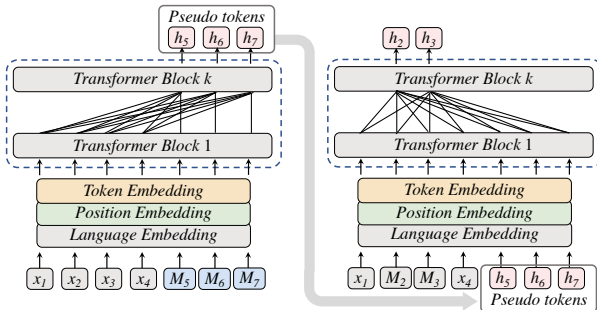 Pseudo tokens
h5 h6 h7
Transformer Block k
Transformer Block 1
Token Embedding
Position Embedding
Language Embedding
x1 x2 x3 x4 M5 M6 M7
h2 h3
Transformer Block k
Transformer Block 1
Token Embedding
Position Embedding
Language Embedding
x1 M2 M3 x4 h5 h6 h7
Pseudo tokens